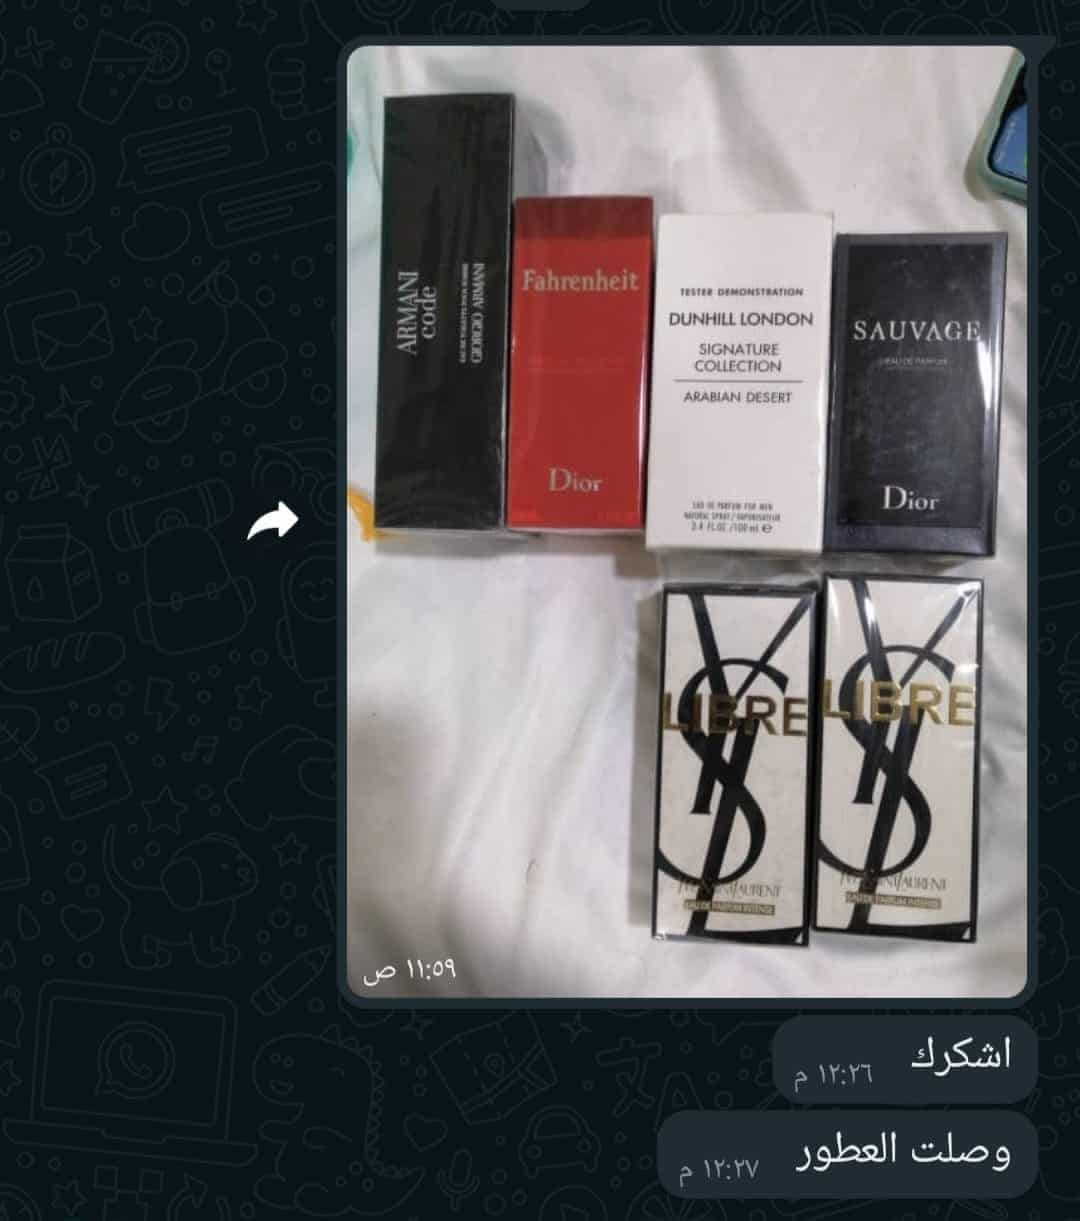 ARMANI
code
EAU DE TOILETTE POUR HOMME
GIORGIO ARMANI
Fahrenheit
Dior
TESTER DEMONSTRATION
DUNHILL LONDON
SIGNATURE
COLLECTION
ARABIAN DESERT
EAU DE PARFUM FOR MEN
NATURAL SPRAY/VAPORISATEUR
3.4 FL.OZ /100 ml e
SAUVAGE
EAU DE PARFUM
Dior
YSL
LIBRE
YVES SAINT LAURENT
EAU DE PARFUM INTENSE
YSL
LIBRE
YVES SAINT LAURENT
EAU DE PARFUM INTENSE
١١:٥٩ ص
اشكرك
١٢:٢٦ م
وصلت العطور
١٢:٢٧ م